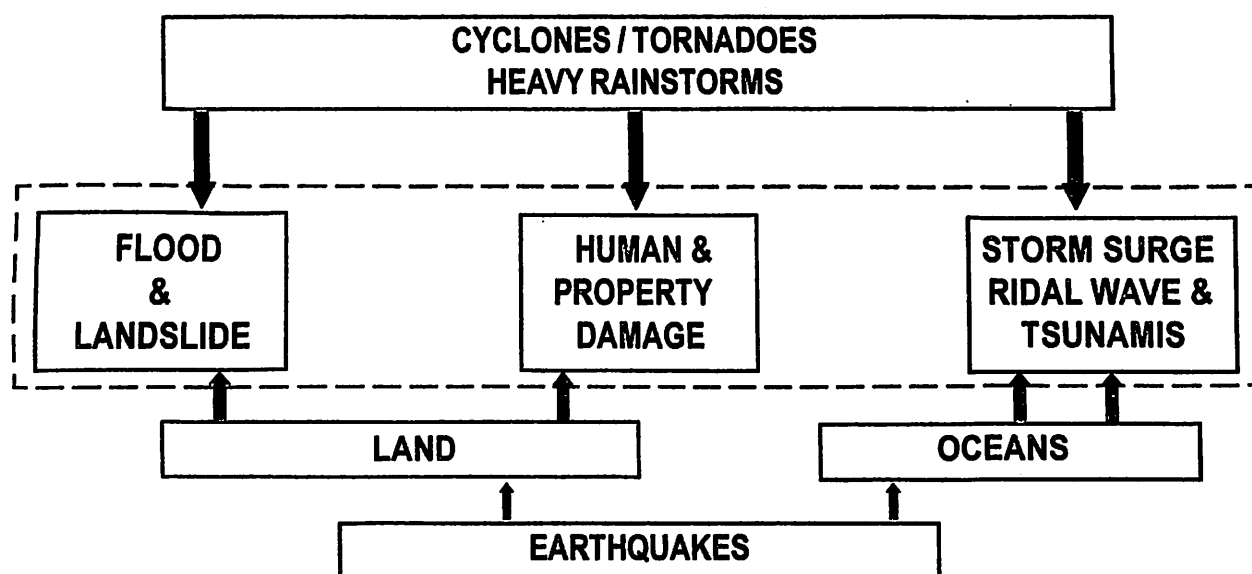 CYCLONES / TORNADOES
HEAVY RAINSTORMS
FLOOD
&
LANDSLIDE
HUMAN &
PROPERTY
DAMAGE
STORM SURGE
RIDAL WAVE &
TSUNAMIS
LAND
OCEANS
EARTHQUAKES